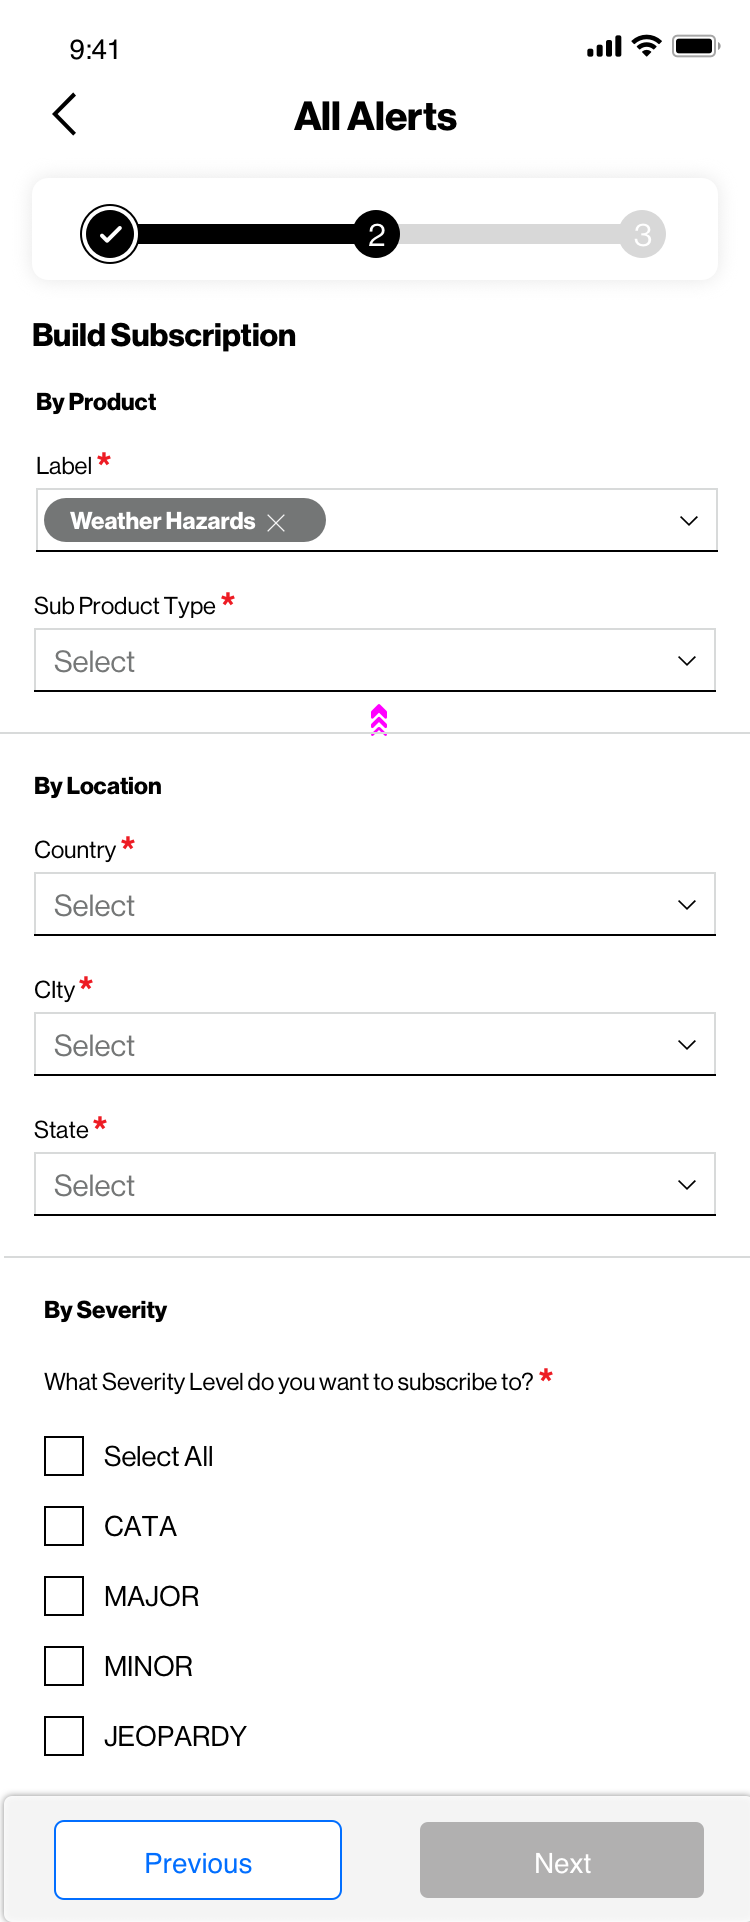 9:41
All Alerts
2 3
Build Subscription
By Product
Label *
Weather Hazards
Sub Product Type *
Select
By Location
Country *
Select
CIty *
Select
State *
Select
By Severity
What Severity Level do you want to subscribe to? *
Select All
CATA
MAJOR
MINOR
JEOPARDY
Previous Next